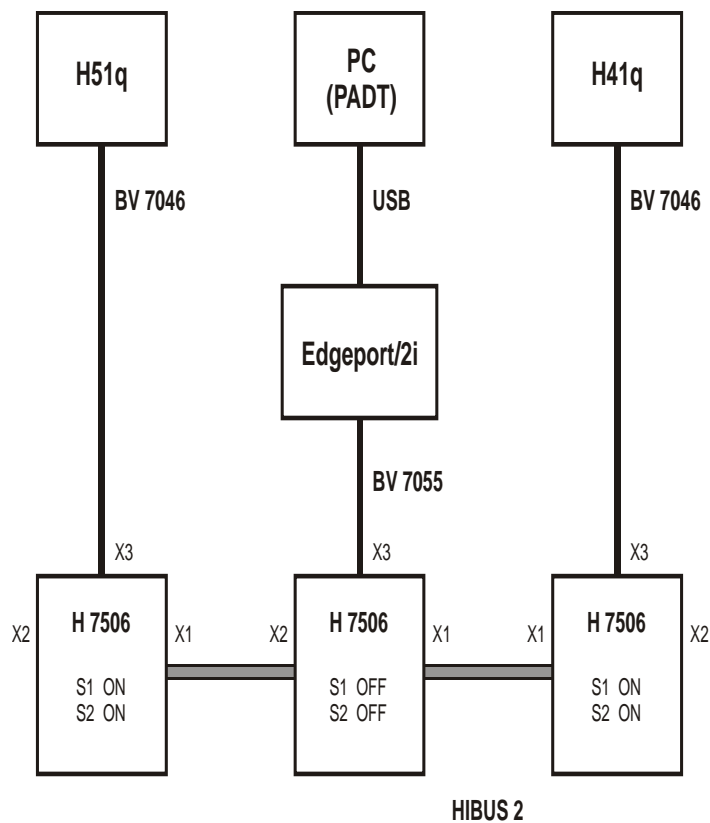 H51q
PC
(PADT)
H41q
BV 7046
USB
BV 7046
Edgeport/2i
BV 7055
X3
X3
X3
X2
H 7506
X1
X2
H 7506
X1
X1
H 7506
X2
S1 ON
S2 ON
S1 OFF
S2 OFF
S1 ON
S2 ON
HIBUS 2